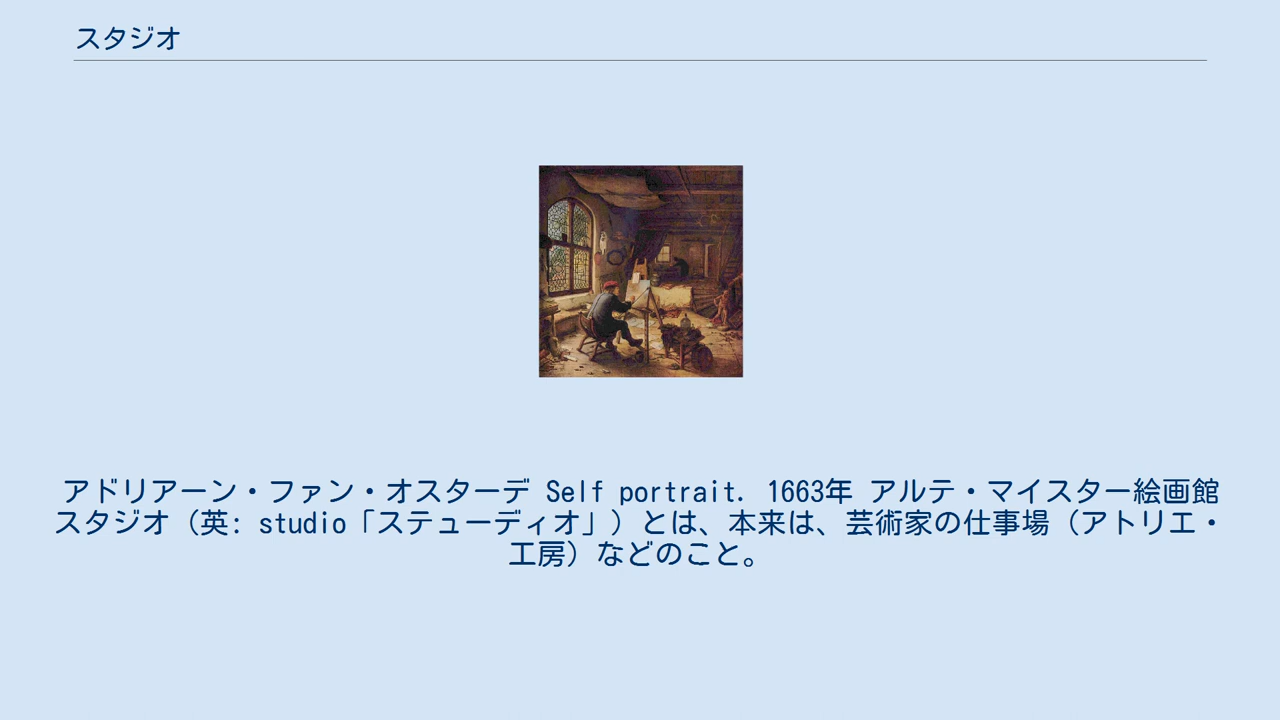 スタジオ
アドリアーン・ファン・オスターデ Self portrait. 1663年 アルテ・マイスター絵画館
スタジオ（英: studio「ステューディオ」）とは、本来は、芸術家の仕事場（アトリエ・
工房）などのこと。